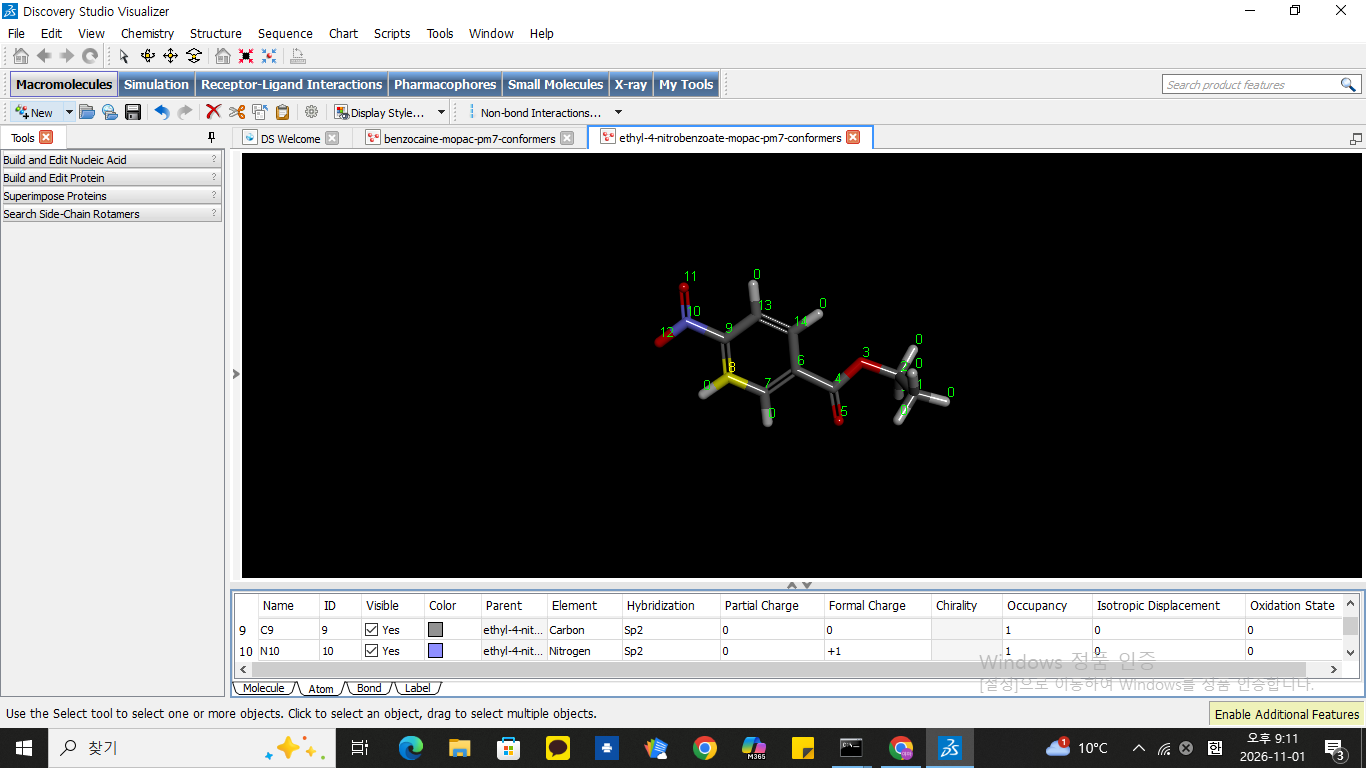 Discovery Studio Visualizer
File Edit View Chemistry Structure Sequence Chart Scripts Tools Window Help
Macromolecules Simulation Receptor-Ligand Interactions Pharmacophores Small Molecules X-ray My Tools Search product features
New Display Style... Non-bond Interactions...
Tools DS Welcome benzocaine-mopac-pm7-conformers ethyl-4-nitrobenzoate-mopac-pm7-conformers
Build and Edit Nucleic Acid ?
Build and Edit Protein ?
Superimpose Proteins ?
Search Side-Chain Rotamers ?
11 0
10 13 0
12 9 14 0
8 6 3 0
0 7 4 2 1 0
0 5
Name ID Visible Color Parent Element Hybridization Partial Charge Formal Charge Chirality Occupancy Isotropic Displacement Oxidation State
9 C9 9 Yes ethyl-4-nit... Carbon Sp2 0 0 1 0 0
10 N10 10 Yes ethyl-4-nit... Nitrogen Sp2 0 +1 1 0 0
Windows 정품 인증
[설정]으로 이동하여 Windows를 정품 인증합니다.
Molecule Atom Bond Label
Use the Select tool to select one or more objects. Click to select an object, drag to select multiple objects. Enable Additional Features
찾기 M365 1 10°C 한 오후 9:11
2026-11-01 3